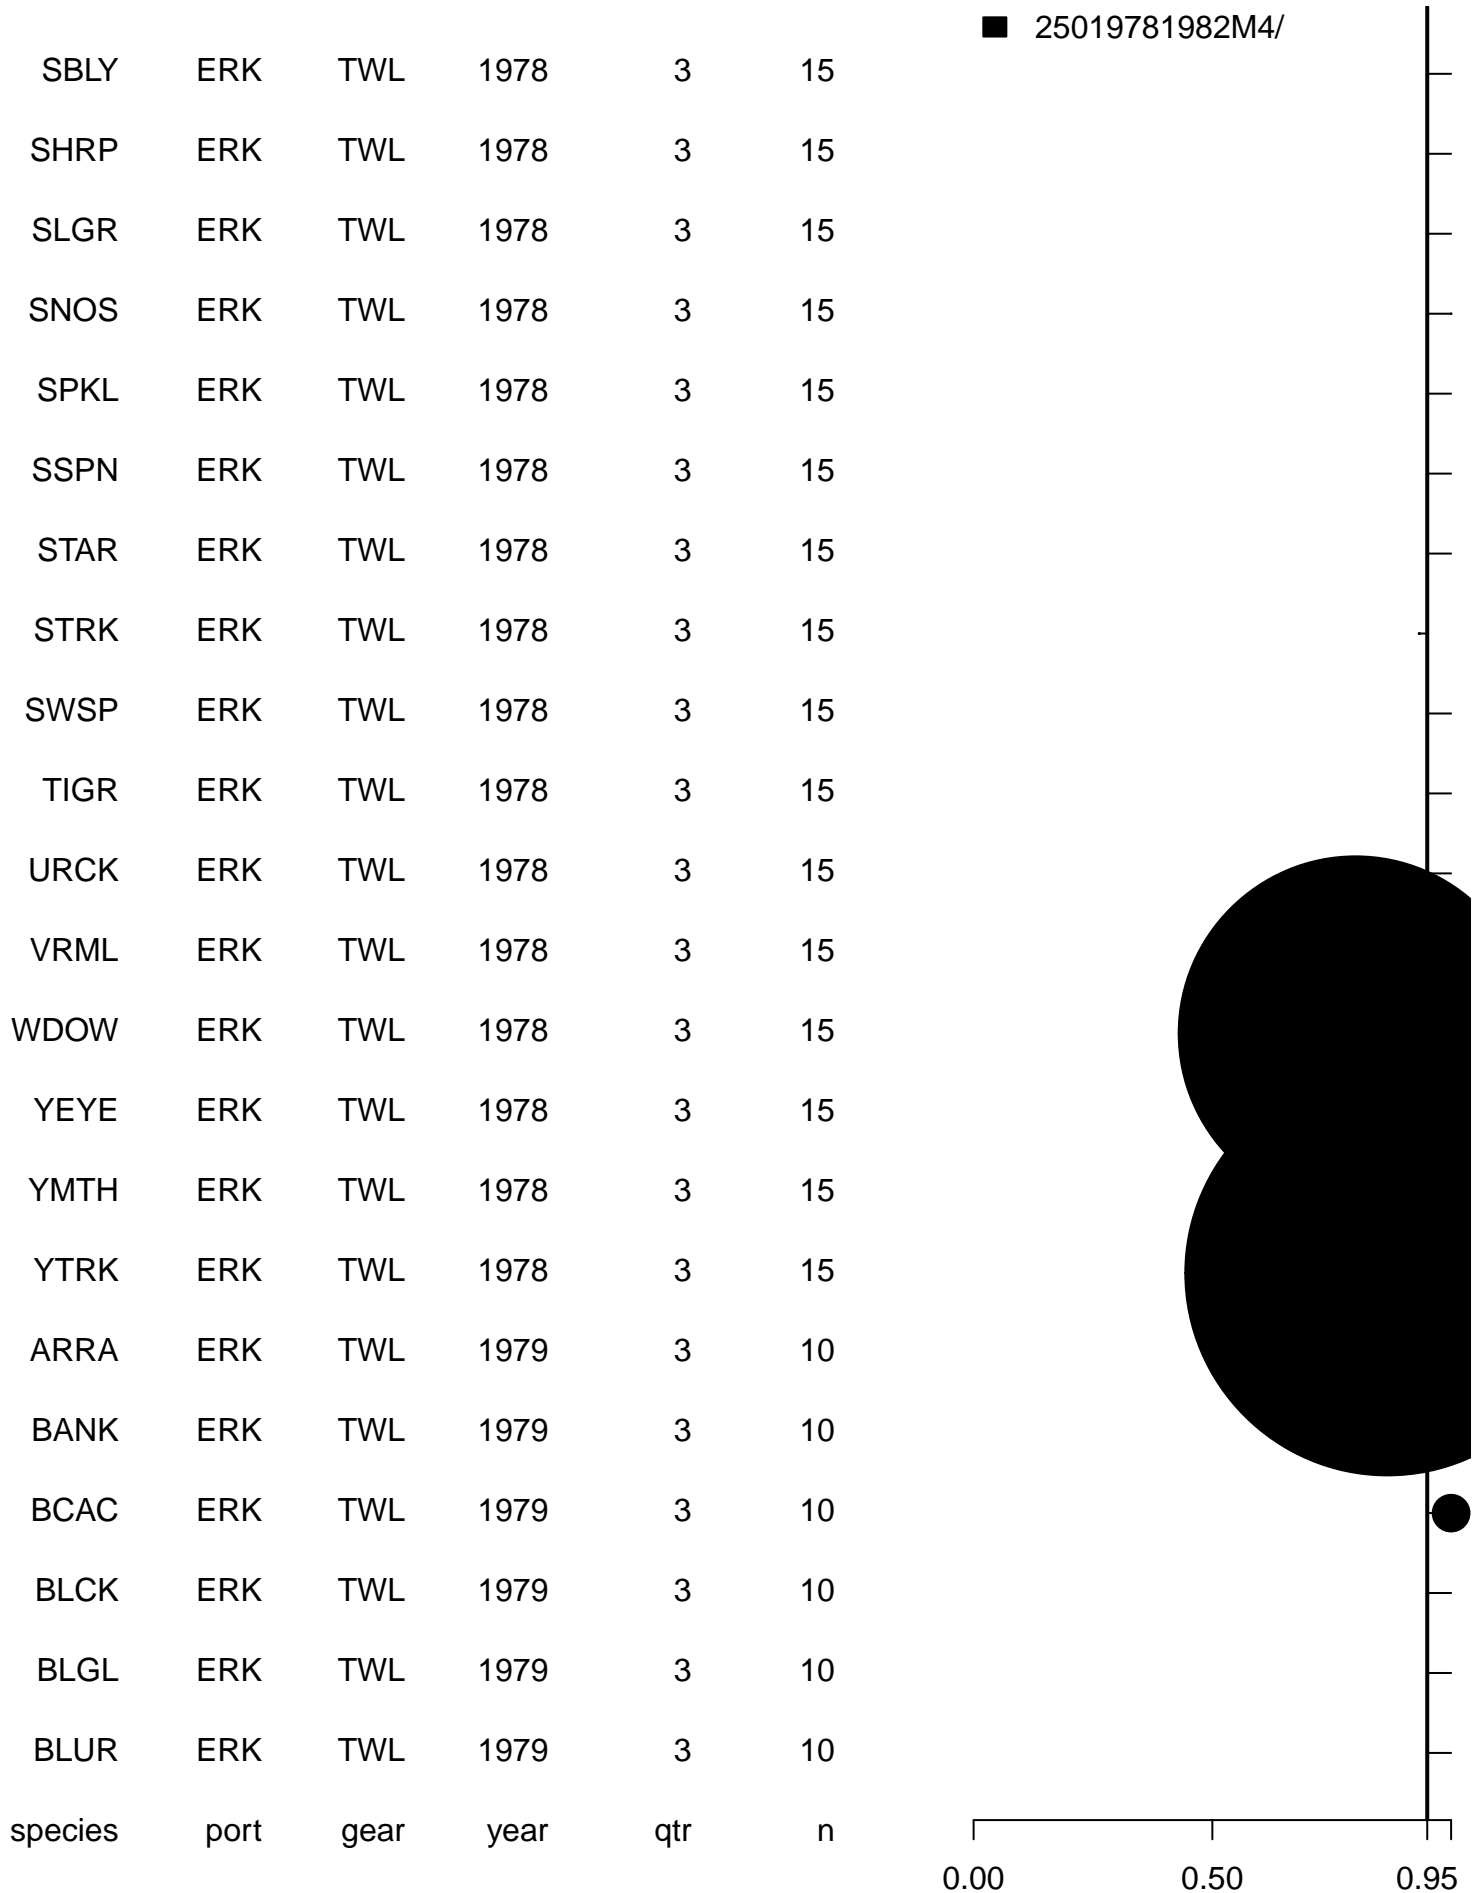 25019781982M4/
SBLY ERK TWL 1978 3 15
SHRP ERK TWL 1978 3 15
SLGR ERK TWL 1978 3 15
SNOS ERK TWL 1978 3 15
SPKL ERK TWL 1978 3 15
SSPN ERK TWL 1978 3 15
STAR ERK TWL 1978 3 15
STRK ERK TWL 1978 3 15
SWSP ERK TWL 1978 3 15
TIGR ERK TWL 1978 3 15
URCK ERK TWL 1978 3 15
VRML ERK TWL 1978 3 15
WDOW ERK TWL 1978 3 15
YEYE ERK TWL 1978 3 15
YMTH ERK TWL 1978 3 15
YTRK ERK TWL 1978 3 15
ARRA ERK TWL 1979 3 10
BANK ERK TWL 1979 3 10
BCAC ERK TWL 1979 3 10
BLCK ERK TWL 1979 3 10
BLGL ERK TWL 1979 3 10
BLUR ERK TWL 1979 3 10
species port gear year qtr n
0.00 0.50 0.95